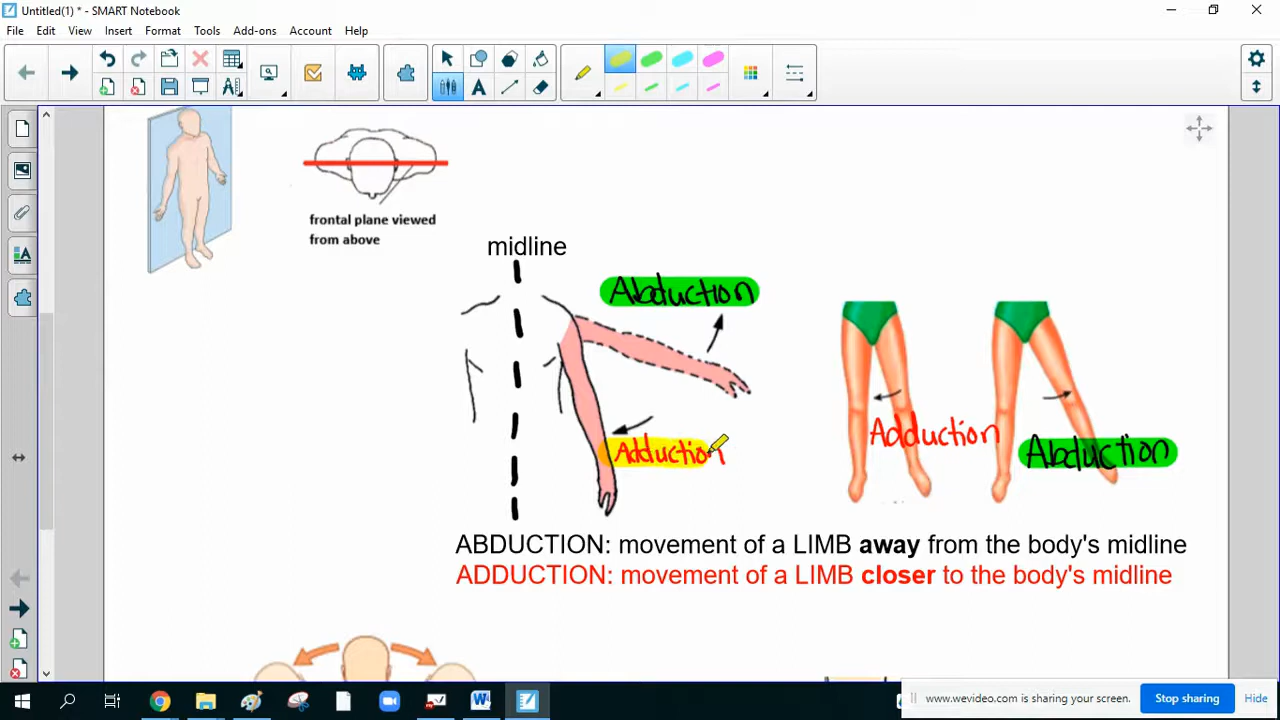 Untitled(1) * - SMART Notebook
File Edit View Insert Format Tools Add-ons Account Help
frontal plane viewed
from above
midline
Abduction
Adduction
Adduction
Abduction
ABDUCTION: movement of a LIMB away from the body's midline
ADDUCTION: movement of a LIMB closer to the body's midline
www.wevideo.com is sharing your screen.
Stop sharing
Hide